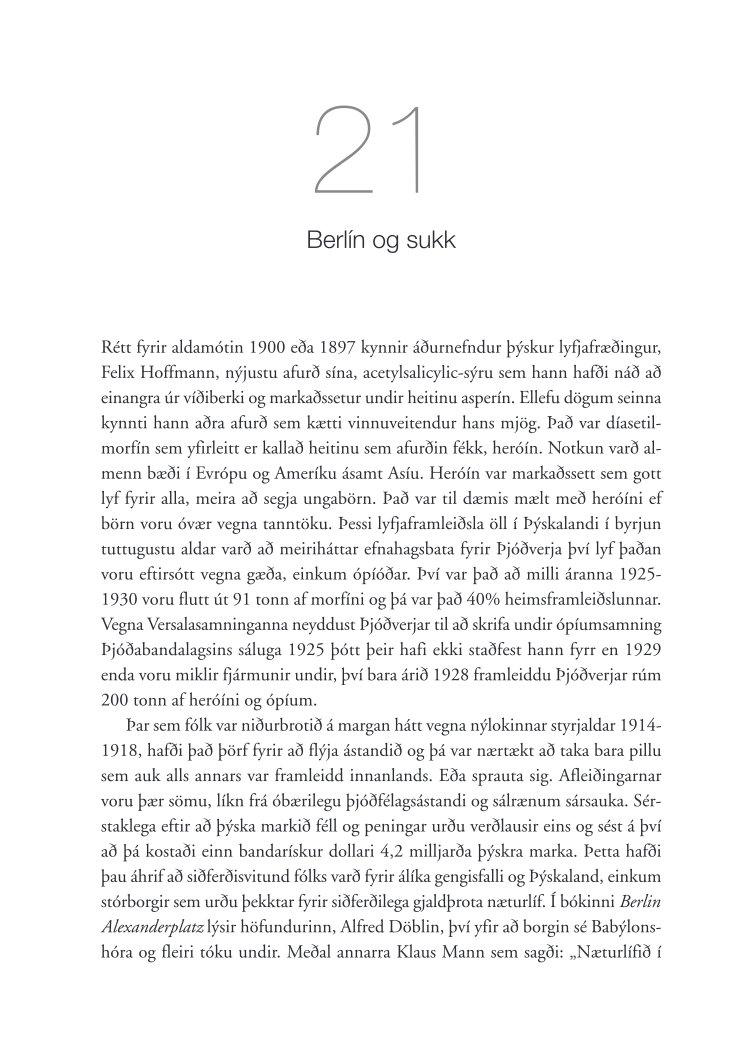 21
Berlín og sukk
Rétt fyrir aldamótin 1900 eða 1897 kynnir áðurnefndur þýskur lyfjafræðingur,
Felix Hoffmann, nýjustu afurð sína, acetylsalicylic-sýru sem hann hafði náð að
einangra úr víðiberki og markaðssetur undir heitinu asperín. Ellefu dögum seinna
kynnti hann aðra afurð sem kætti vinnuveitendur hans mjög. Það var díasetil-
morfín sem yfirleitt er kallað heitinu sem afurðin fékk, heróín. Notkun varð al-
menn bæði í Evrópu og Ameríku ásamt Asíu. Heróín var markaðssett sem gott
lyf fyrir alla, meira að segja ungabörn. Það var til dæmis mælt með heróíni ef
börn voru óvær vegna tanntöku. Þessi lyfjaframleiðsla öll í Þýskalandi í byrjun
tuttugustu aldar varð að meiriháttar efnahagsbata fyrir Þjóðverja því lyf þaðan
voru eftirsótt vegna gæða, einkum ópíóðar. Því var það að milli áranna 1925-
1930 voru flutt út 91 tonn af morfíni og þá var það 40% heimsframleiðslunnar.
Vegna Versalasamninganna neyddust Þjóðverjar til að skrifa undir ópíumsamning
Þjóðabandalagsins sáluga 1925 þótt þeir hafi ekki staðfest hann fyrr en 1929
enda voru miklir fjármunir undir, því bara árið 1928 framleiddu Þjóðverjar rúm
200 tonn af heróíni og ópíum.
Þar sem fólk var niðurbrotið á margan hátt vegna nýlokinnar styrjaldar 1914-
1918, hafði það þörf fyrir að flýja ástandið og þá var nærtækt að taka bara pillu
sem auk alls annars var framleidd innanlands. Eða sprauta sig. Afleiðingarnar
voru þær sömu, líkn frá óbærilegu þjóðfélagsástandi og sálrænum sársauka. Sér-
staklega eftir að þýska markið féll og peningar urðu verðlausir eins og sést á því
að þá kostaði einn bandarískur dollari 4,2 milljarða þýskra marka. Þetta hafði
þau áhrif að siðferðisvitund fólks varð fyrir álíka gengisfalli og Þýskaland, einkum
stórborgir sem urðu þekktar fyrir siðferðilega gjaldþrota næturlíf. Í bókinni Berlin
Alexanderplatz lýsir höfundurinn, Alfred Döblin, því yfir að borgin sé Babýlons-
hóra og fleiri tóku undir. Meðal annarra Klaus Mann sem sagði: „Næturlífið í